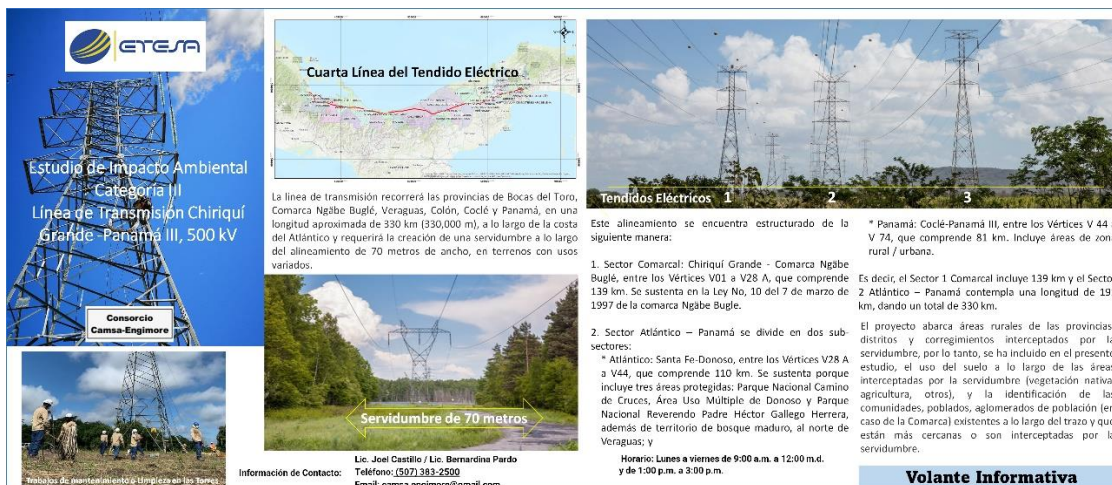 ETESA
Estudio de Impacto Ambiental
Categoría III
Línea de Transmisión Chiriquí
Grande -Panamá III, 500 kV
Consorcio
Camsa-Engimore
Trabajos de mantenimiento o Limpieza en las Torres
Cuarta Línea del Tendido Eléctrico
La línea de transmisión recorrerá las provincias de Bocas del Toro,
Comarca Ngäbe Buglé, Veraguas, Colón, Coclé y Panamá, en una
longitud aproximada de 330 km (330,000 m), a lo largo de la costa
del Atlántico y requerirá la creación de una servidumbre a lo largo
del alineamiento de 70 metros de ancho, en terrenos con usos
variados.
Servidumbre de 70 metros
Información de Contacto:
Lic. Joel Castillo / Lic. Bernardina Pardo
Teléfono: (507) 383-2500
Email: camsa.engimore@gmail.com
Tendidos Eléctricos 1 2 3
Este alineamiento se encuentra estructurado de la
siguiente manera:
1. Sector Comarcal: Chiriquí Grande - Comarca Ngäbe
Buglé, entre los Vértices V01 a V28 A, que comprende
139 km. Se sustenta en la Ley No, 10 del 7 de marzo de
1997 de la comarca Ngäbe Bugle.
2. Sector Atlántico – Panamá se divide en dos sub-
sectores:
* Atlántico: Santa Fe-Donoso, entre los Vértices V28 A
a V44, que comprende 110 km. Se sustenta porque
incluye tres áreas protegidas: Parque Nacional Camino
de Cruces, Área Uso Múltiple de Donoso y Parque
Nacional Reverendo Padre Héctor Gallego Herrera,
además de territorio de bosque maduro, al norte de
Veraguas; y
Horario: Lunes a viernes de 9:00 a.m. a 12:00 m.d.
y de 1:00 p.m. a 3:00 p.m.
* Panamá: Coclé-Panamá III, entre los Vértices V 44
V 74, que comprende 81 km. Incluye áreas de zon
rural / urbana.
Es decir, el Sector 1 Comarcal incluye 139 km y el Secto
2 Atlántico – Panamá contempla una longitud de 19
km, dando un total de 330 km.
El proyecto abarca áreas rurales de las provincias
distritos y corregimientos interceptados por la
servidumbre, por lo tanto, se ha incluido en el presente
estudio, el uso del suelo a lo largo de las áreas
interceptadas por la servidumbre (vegetación nativa
agricultura, otros), y la identificación de las
comunidades, poblados, aglomerados de población (en
caso de la Comarca) existentes a lo largo del trazo y que
están más cercanas o son interceptadas por la
servidumbre.
Volante Informativa